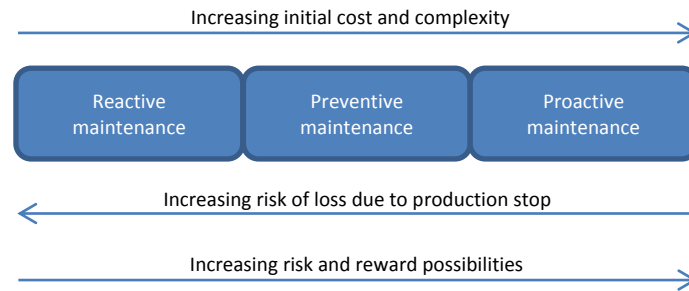 Increasing initial cost and complexity
Reactive Preventive Proactive
maintenance maintenance maintenance
Increasing risk of loss due to production stop
Increasing risk and reward possibilities